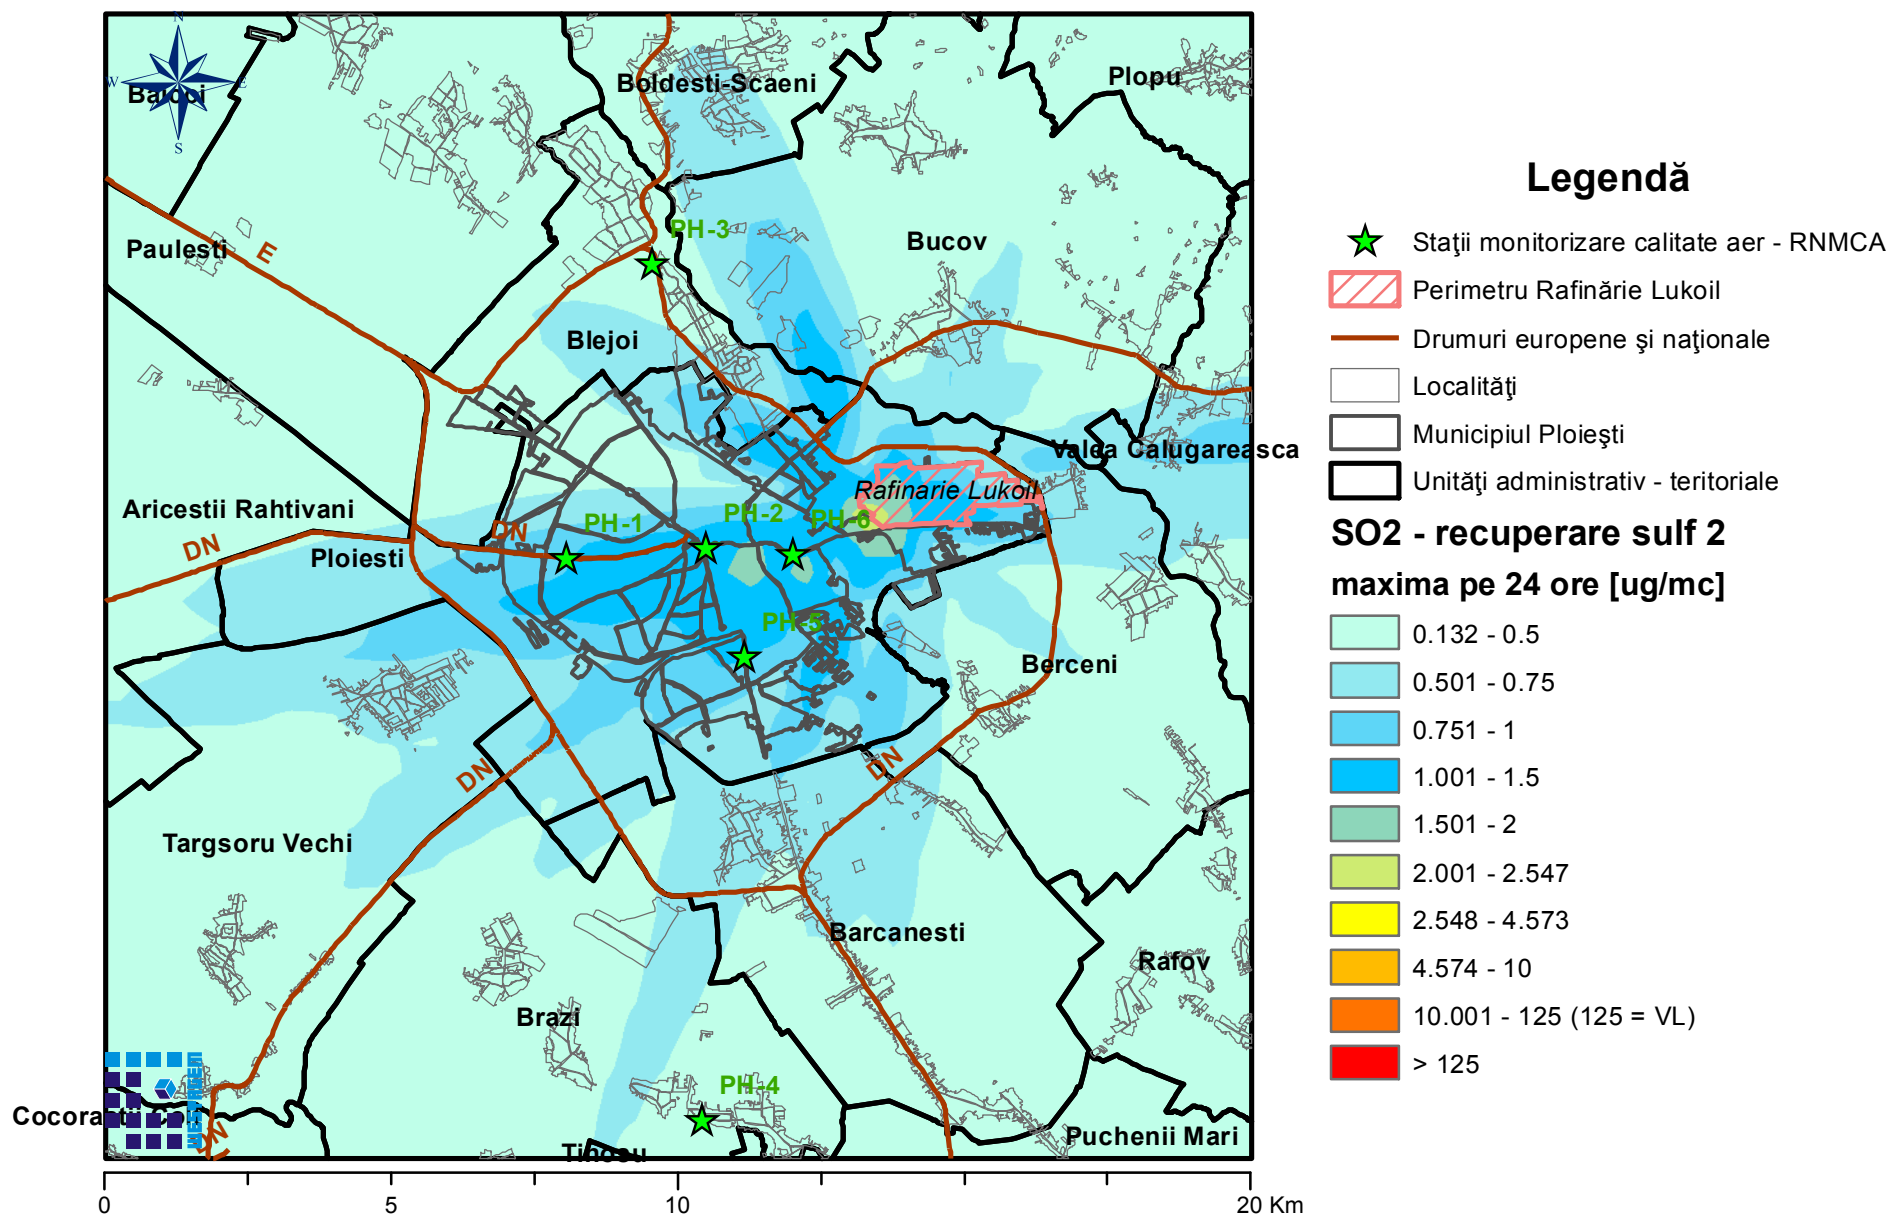 N
W
E
S
Baicoi
Boldesti-Scaeni
Plopu
Paulesti
E
PH-3
Bucov
Blejoi
Valea Calugareasca
Rafinarie Lukoil
Aricestii Rahtivani
DN
DN
PH-1
PH-2
PH-6
Ploiesti
PH-5
Berceni
DN
DN
Targsoru Vechi
Barcanesti
Rafov
Brazi
PH-4
DN
Puchenii Mari
Tinosu
0
5
10
20 Km
Legendă
Staţii monitorizare calitate aer - RNMCA
Perimetru Rafinărie Lukoil
Drumuri europene şi naţionale
Localităţi
Municipiul Ploieşti
Unităţi administrativ - teritoriale
SO2 - recuperare sulf 2
maxima pe 24 ore [ug/mc]
0.132 - 0.5
0.501 - 0.75
0.751 - 1
1.001 - 1.5
1.501 - 2
2.001 - 2.547
2.548 - 4.573
4.574 - 10
10.001 - 125 (125 = VL)
> 125